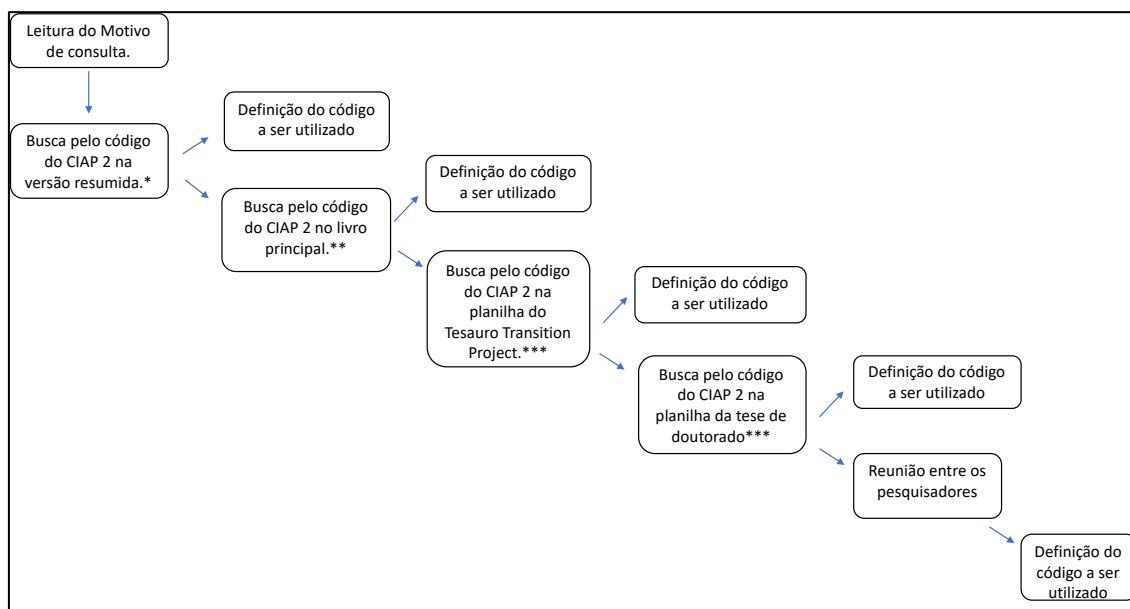 Leitura do Motivo
de consulta.
Busca pelo código
do CIAP 2 na
versão resumida.*
Definição do código
a ser utilizado
Busca pelo código
do CIAP 2 no livro
principal.**
Definição do código
a ser utilizado
Busca pelo código
do CIAP 2 na
planilha do
Tesauro Transition
Project.***
Definição do código
a ser utilizado
Busca pelo código
do CIAP 2 na
planilha da tese de
doutorado***
Definição do código
a ser utilizado
Reunião entre os
pesquisadores
Definição do
código a ser
utilizado